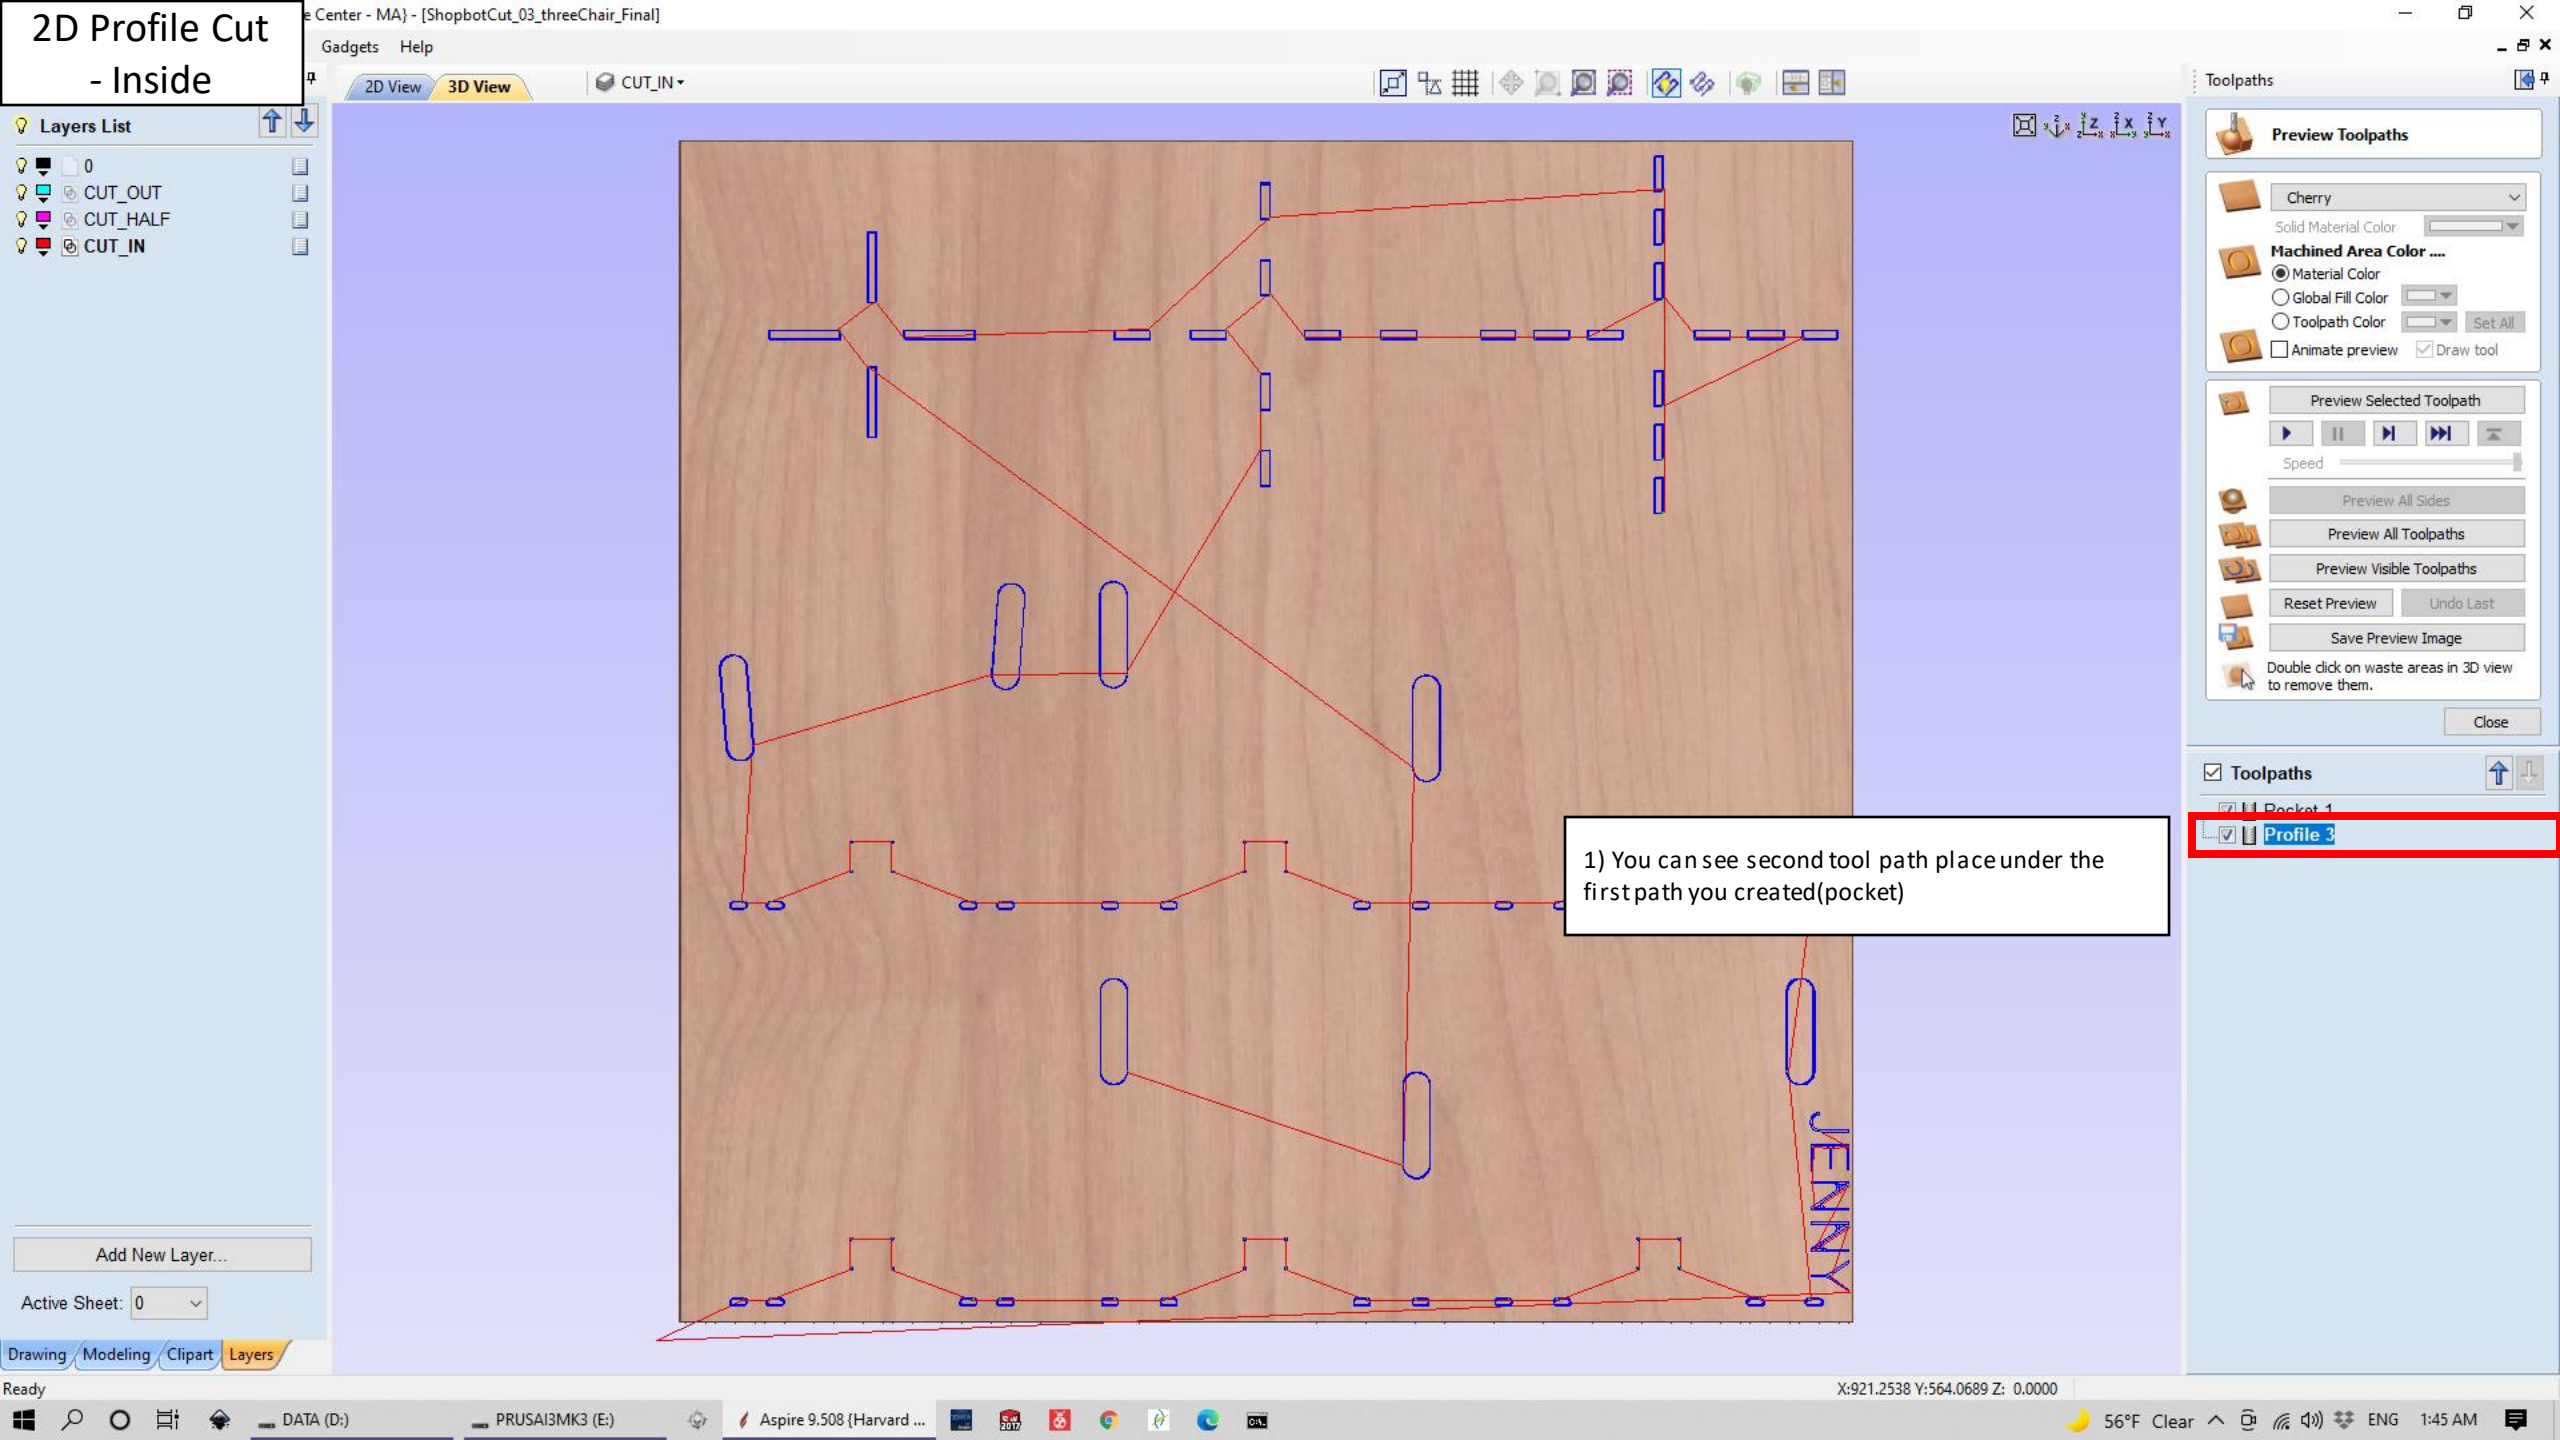 2D Profile Cut
- Inside
e Center - MA} - [ShopbotCut_03_threeChair_Final]
Gadgets Help
2D View 3D View CUT_IN
Toolpaths
Layers List
0
CUT_OUT
CUT_HALF
CUT_IN
Preview Toolpaths
Cherry
Solid Material Color
Machined Area Color ....
Material Color
Global Fill Color
Toolpath Color Set All
Animate preview Draw tool
Preview Selected Toolpath
Speed
Preview All Sides
Preview All Toolpaths
Preview Visible Toolpaths
Reset Preview Undo Last
Save Preview Image
Double click on waste areas in 3D view
to remove them.
Close
Toolpaths
Pocket 1
Profile 3
1) You can see second tool path place under the
first path you created(pocket)
JENNY
Add New Layer...
Active Sheet: 0
Drawing Modeling Clipart Layers
Ready
X:921.2538 Y:564.0689 Z: 0.0000
DATA (D:) PRUSAI3MK3 (E:) Aspire 9.508 {Harvard ... 56°F Clear ENG 1:45 AM